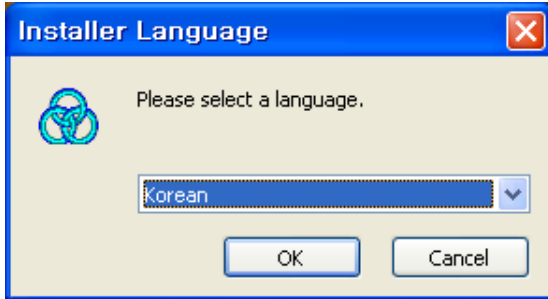 Installer Language
Please select a language.
Korean
OK
Cancel